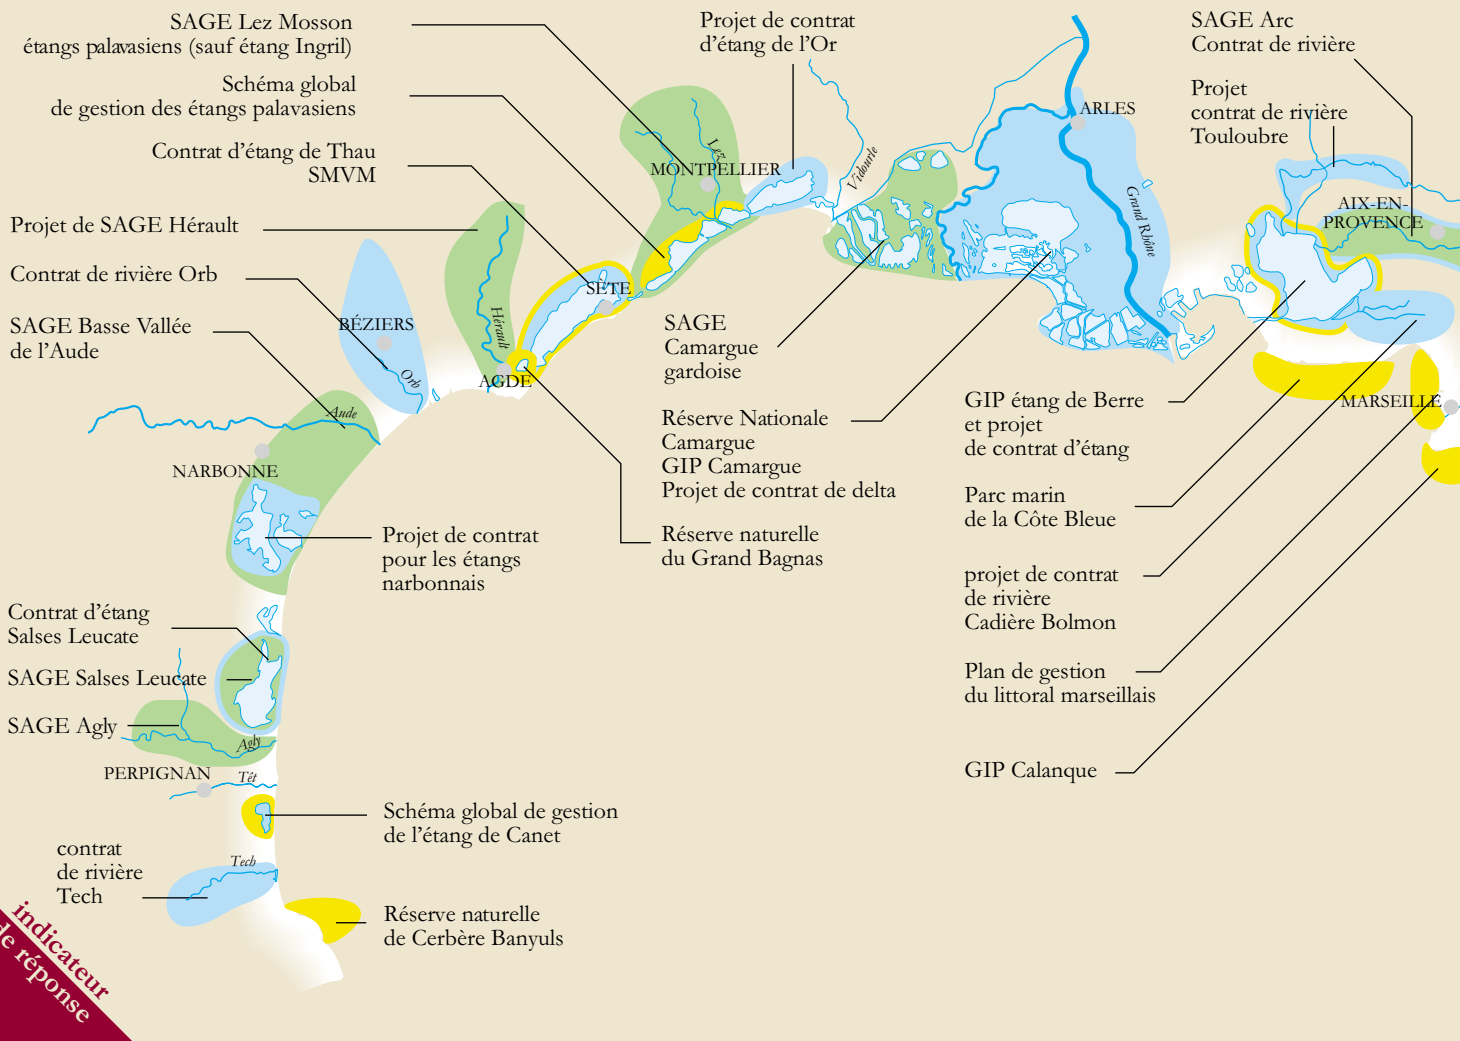 SAGE Lez Mosson
étangs palavasiens (sauf étang Ingril)
Schéma global
de gestion des étangs palavasiens
Contrat d'étang de Thau
SMVM
Projet de SAGE Hérault
Contrat de rivière Orb
SAGE Basse Vallée
de l'Aude
Projet de contrat
d'étang de l'Or
SAGE Arc
Contrat de rivière
Projet
contrat de rivière
Touloubre
ARLES
Lez
MONTPELLIER
Vidourle
Grand Rhône
AIX-EN-
PROVENCE
SÈTE
Hérault
BÉZIERS
Orb
AGDE
Aude
NARBONNE
SAGE
Camargue
gardoise
Réserve Nationale
Camargue
GIP Camargue
Projet de contrat de delta
Réserve naturelle
du Grand Bagnas
GIP étang de Berre
et projet
de contrat d'étang
MARSEILLE
Parc marin
de la Côte Bleue
projet de contrat
de rivière
Cadière Bolmon
Plan de gestion
du littoral marseillais
GIP Calanque
Projet de contrat
pour les étangs
narbonnais
Contrat d'étang
Salses Leucate
SAGE Salses Leucate
SAGE Agly
Agly
PERPIGNAN
Têt
Schéma global de gestion
de l'étang de Canet
contrat
de rivière
Tech
Tech
Réserve naturelle
de Cerbère Banyuls
indicateur
de réponse